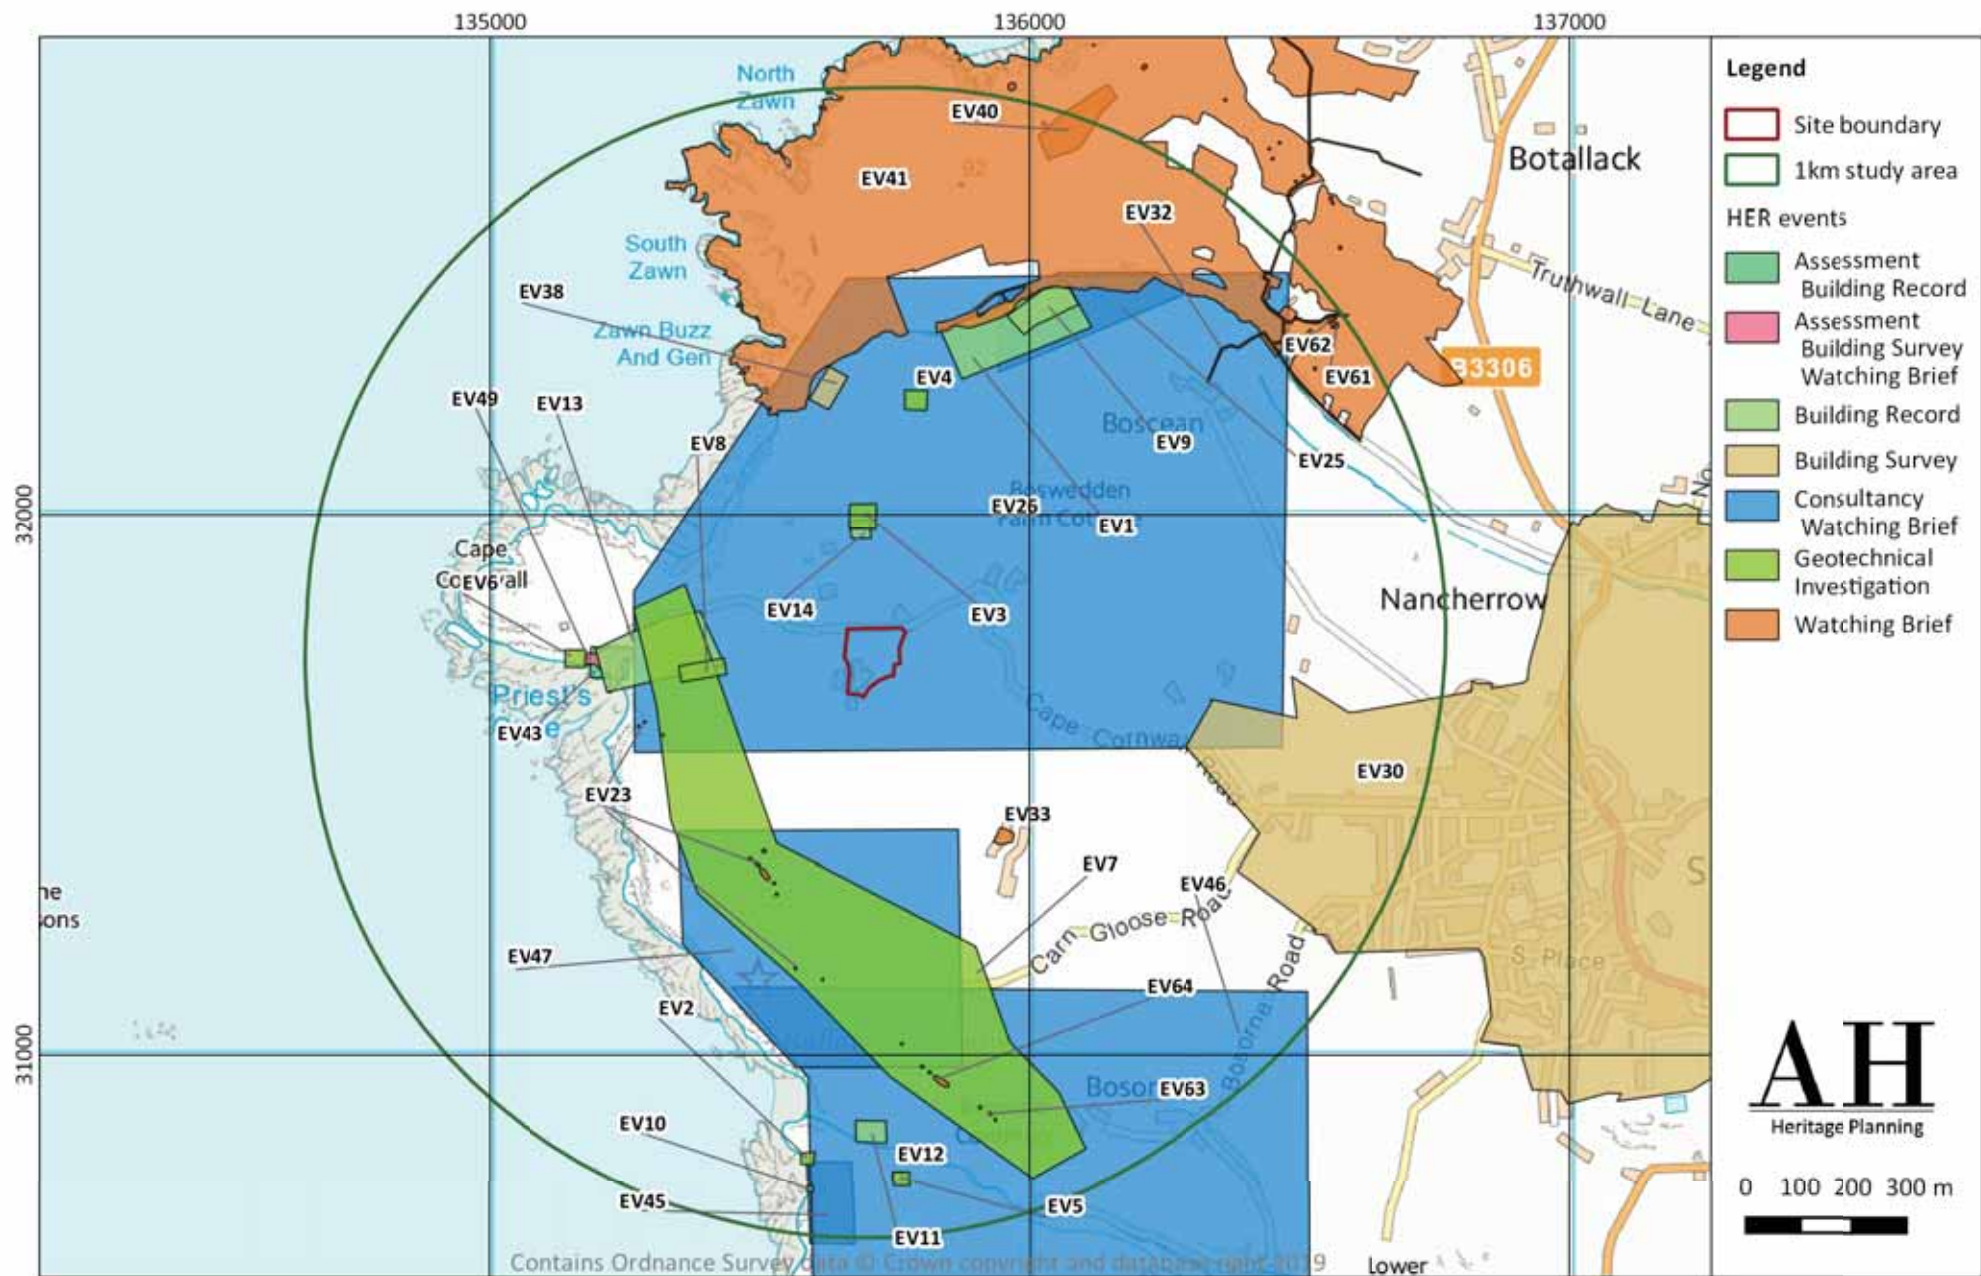 135000
136000
137000
32000
31000
North
Zawn
EV40
92
EV41
EV32
Botallack
South
Zawn
EV38
Zawn Buzz
And Gen
Truthwall Lane
B3306
EV62
EV61
EV4
EV49
EV13
EV8
Boscean
EV9
EV25
Boswedden
EV26
EV1
Cape
EV6
EV14
EV3
Nancherrow
Priest's
EV43
Cape Cornwall
Road
EV30
EV23
EV33
EV7
EV46
Carn Gloose Road
Bosorne Road
S Place
S
EV47
EV2
EV64
EV63
EV10
EV12
EV45
EV5
EV11
Lower
Contains Ordnance Survey data © Crown copyright and database right 2019
Legend
Site boundary
1km study area
HER events
Assessment
Building Record
Assessment
Building Survey
Watching Brief
Building Record
Building Survey
Consultancy
Watching Brief
Geotechnical
Investigation
Watching Brief
AH
Heritage Planning
0 100 200 300 m